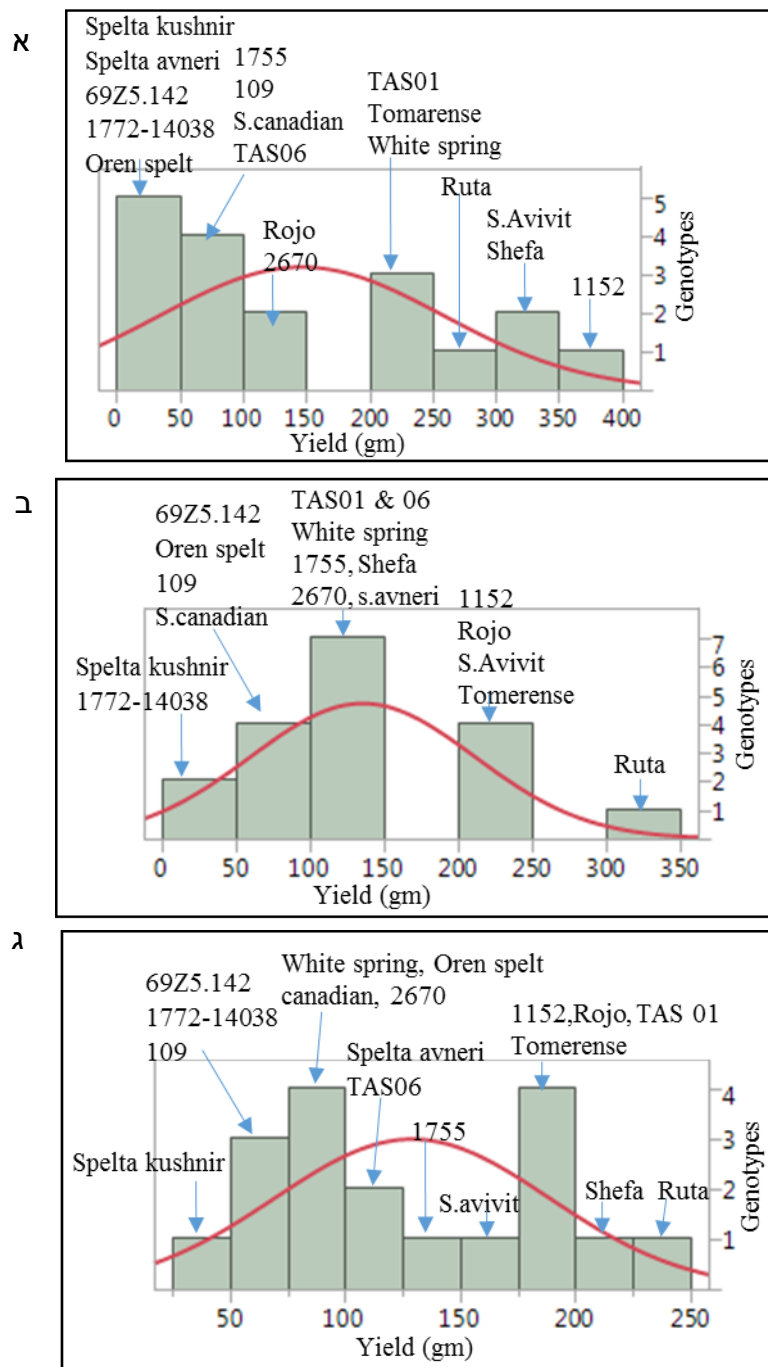 א
Spelta kushnir
Spelta avneri
69Z5.142
1772-14038
Oren spelt
1755
109
S.canadian
TAS06
Rojo
2670
TAS01
Tomarense
White spring
Ruta
S.Avivit
Shefa
1152
5
4
3
2
1
Genotypes
0 50 100 150 200 250 300 350 400
Yield (gm)
ב
69Z5.142
Oren spelt
109
S.canadian
Spelta kushnir
1772-14038
TAS01 & 06
White spring
1755, Shefa
2670, s.avneri
1152
Rojo
S.Avivit
Tomerense
Ruta
7
6
5
4
3
2
1
Genotypes
0 50 100 150 200 250 300 350
Yield (gm)
ג
69Z5.142
1772-14038
109
Spelta kushnir
White spring, Oren spelt
canadian, 2670
Spelta avneri
TAS06
1755
S.avivit
1152,Rojo, TAS 01
Tomerense
Shefa
Ruta
4
3
2
1
Genotypes
50 100 150 200 250
Yield (gm)